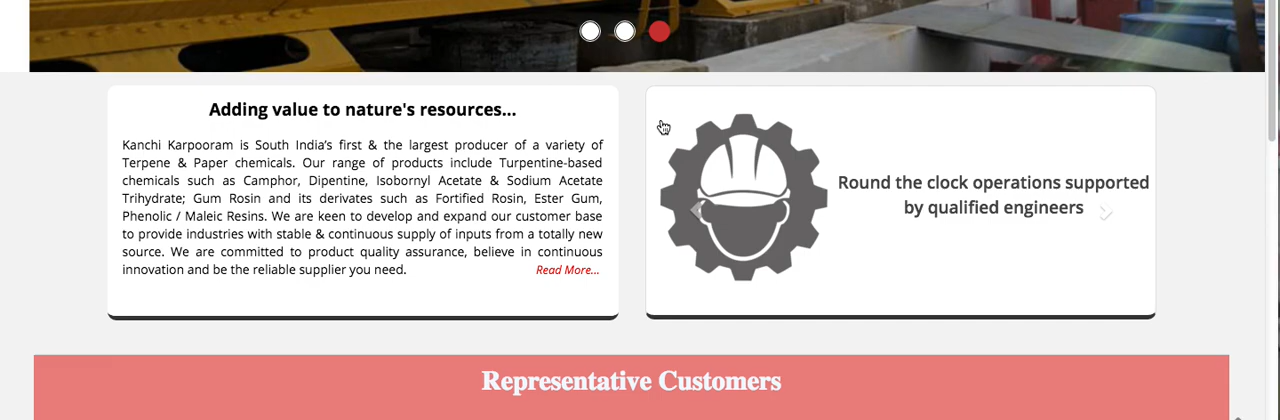 Adding value to nature's resources...
Kanchi Karpooram is South India’s first & the largest producer of a variety of
Terpene & Paper chemicals. Our range of products include Turpentine-based
chemicals such as Camphor, Dipentine, Isobornyl Acetate & Sodium Acetate
Trihydrate; Gum Rosin and its derivates such as Fortified Rosin, Ester Gum,
Phenolic / Maleic Resins. We are keen to develop and expand our customer base
to provide industries with stable & continuous supply of inputs from a totally new
source. We are committed to product quality assurance, believe in continuous
innovation and be the reliable supplier you need. Read More...
Round the clock operations supported
by qualified engineers
Representative Customers